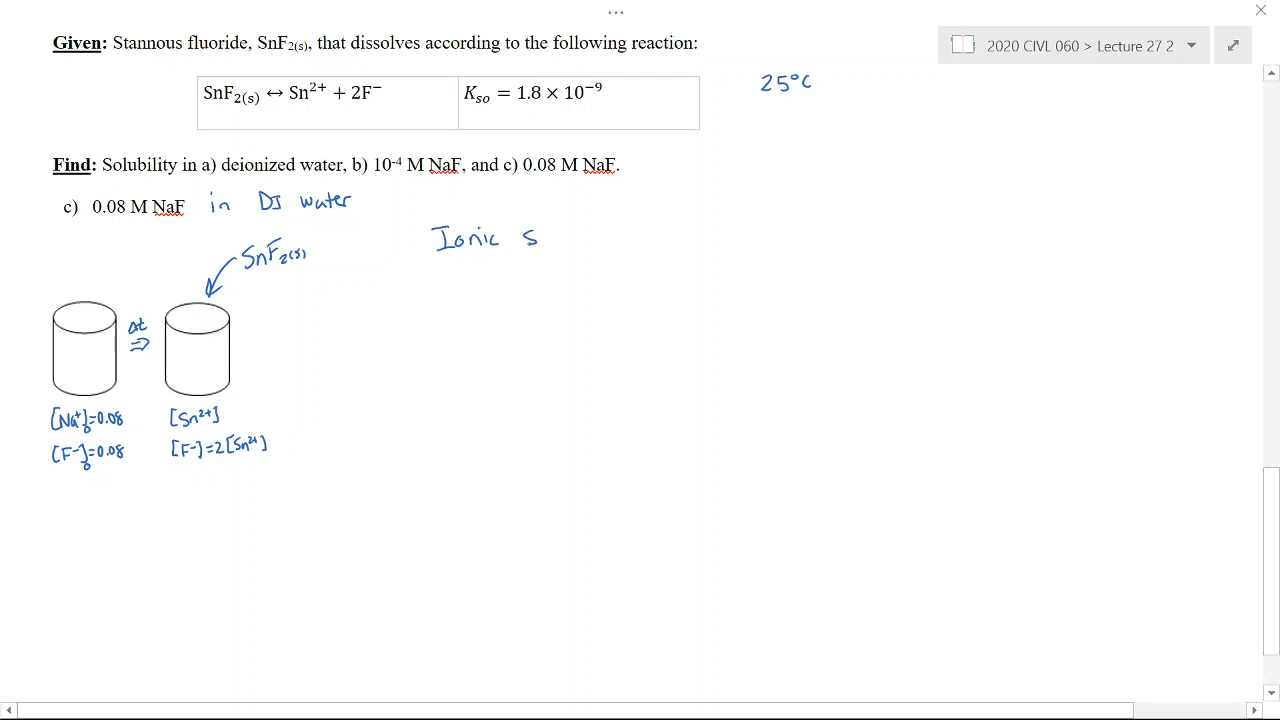 …
2020 CIVL 060 > Lecture 27 2
Given: Stannous fluoride, SnF2(s), that dissolves according to the following reaction:
25°C
SnF2(s) ↔ Sn²⁺ + 2F⁻ Kso = 1.8 × 10⁻⁹
Find: Solubility in a) deionized water, b) 10⁻⁴ M NaF, and c) 0.08 M NaF.
c) 0.08 M NaF in DI water
Ionic s
SnF2(s)
Δt
⇒
[Na⁺]₀=0.08 [Sn²⁺]
[F⁻]₀=0.08 [F⁻]=2[Sn²⁺]